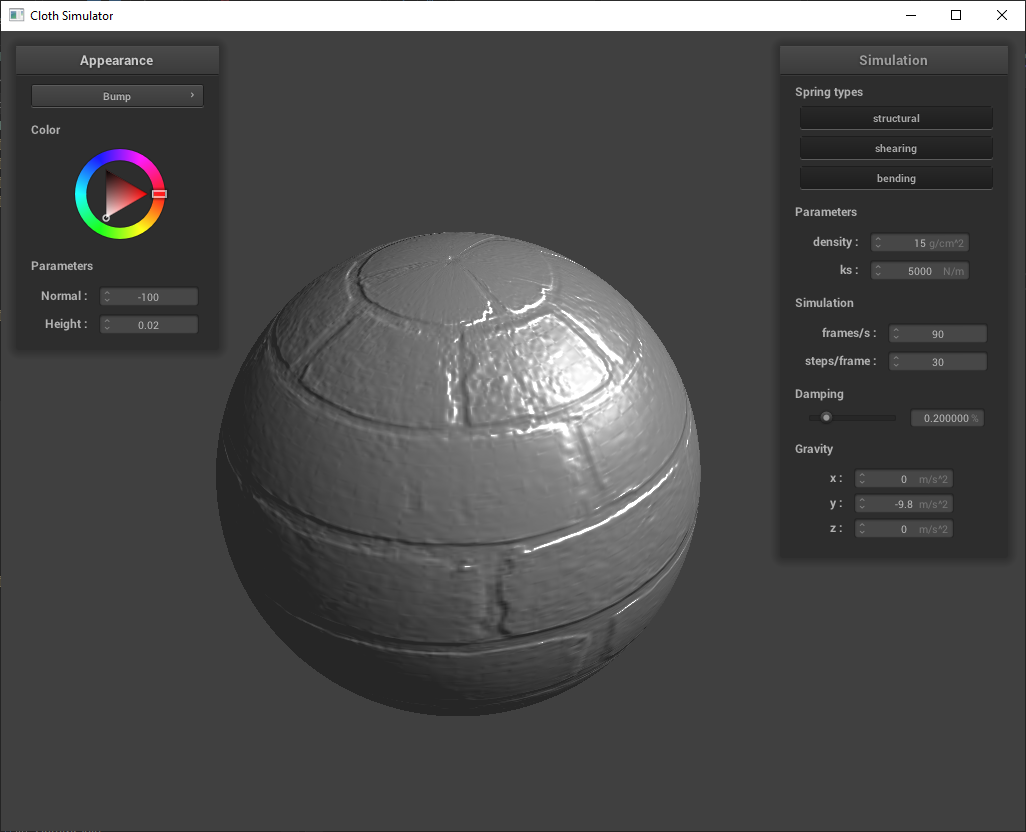 Cloth Simulator
Appearance
Bump
Color
Parameters
Normal : -100
Height : 0.02
Simulation
Spring types
structural
shearing
bending
Parameters
density : 15 g/cm^2
ks : 5000 N/m
Simulation
frames/s : 90
steps/frame : 30
Damping
0.200000 %
Gravity
x : 0 m/s^2
y : -9.8 m/s^2
z : 0 m/s^2